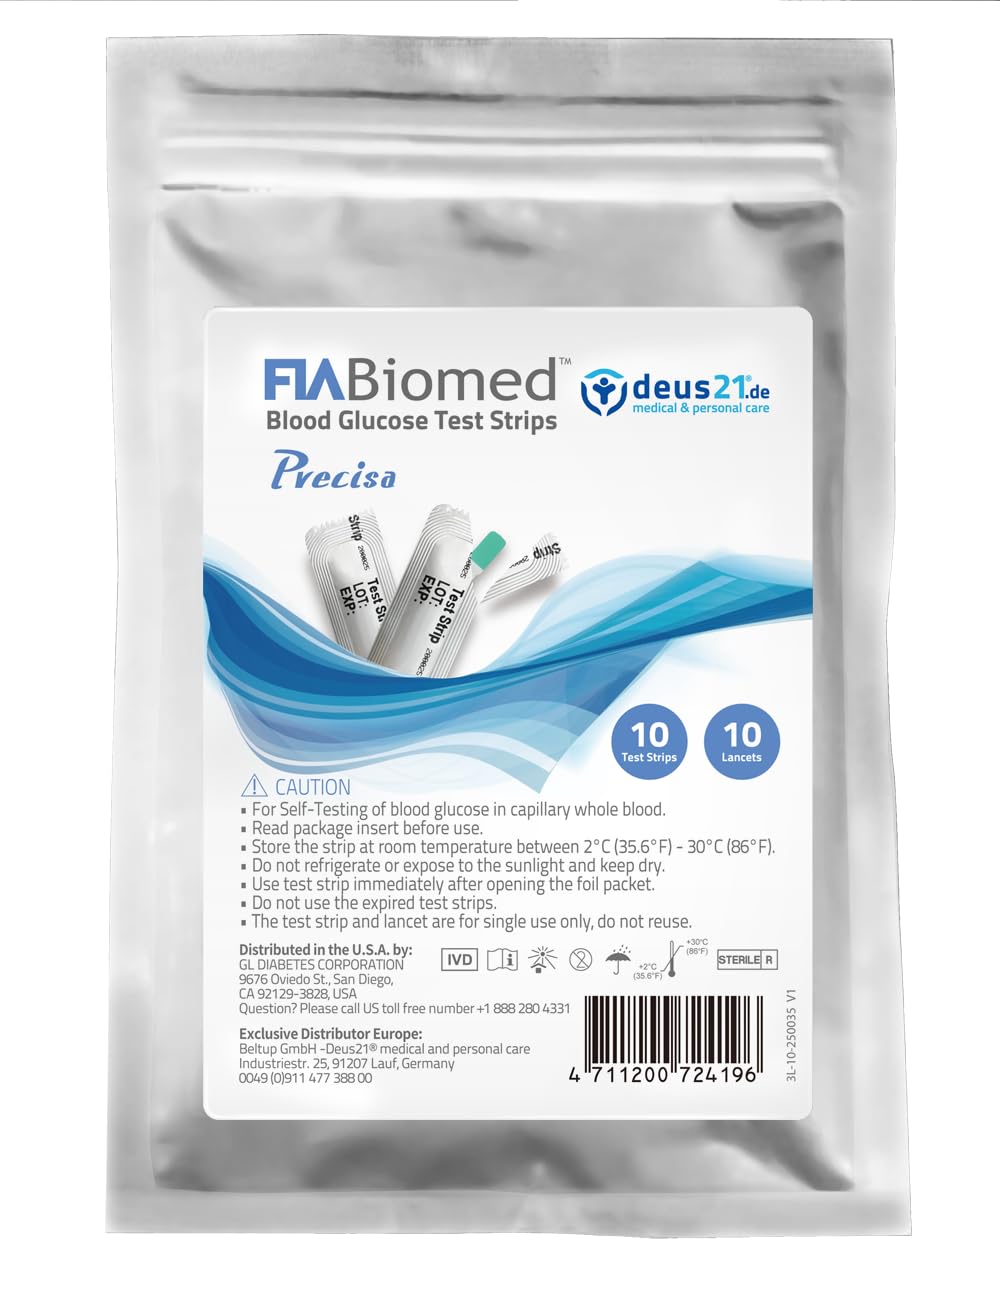 FIABiomed™
Blood Glucose Test Strips
deus21®.de
medical & personal care
Precisa
Strip
Test St
LOT:
EXP:
Test Strip
LOT:
EXP:
Strip
10
Test Strips
10
Lancets
CAUTION
▪ For Self-Testing of blood glucose in capillary whole blood.
▪ Read package insert before use.
▪ Store the strip at room temperature between 2°C (35.6°F) - 30°C (86°F).
▪ Do not refrigerate or expose to the sunlight and keep dry.
▪ Use test strip immediately after opening the foil packet.
▪ Do not use the expired test strips.
▪ The test strip and lancet are for single use only, do not reuse.
Distributed in the U.S.A. by:
GL DIABETES CORPORATION
9676 Oviedo St., San Diego,
CA 92129-3828, USA
Question? Please call US toll free number +1 888 280 4331
IVD
i
2
+2°C
(35.6°F)
+30°C
(86°F)
STERILE R
Exclusive Distributor Europe:
Beltup GmbH -Deus21® medical and personal care
Industriestr. 25, 91207 Lauf, Germany
0049 (0)911 477 388 00
4 711200 724196
3L-10-250035 V1